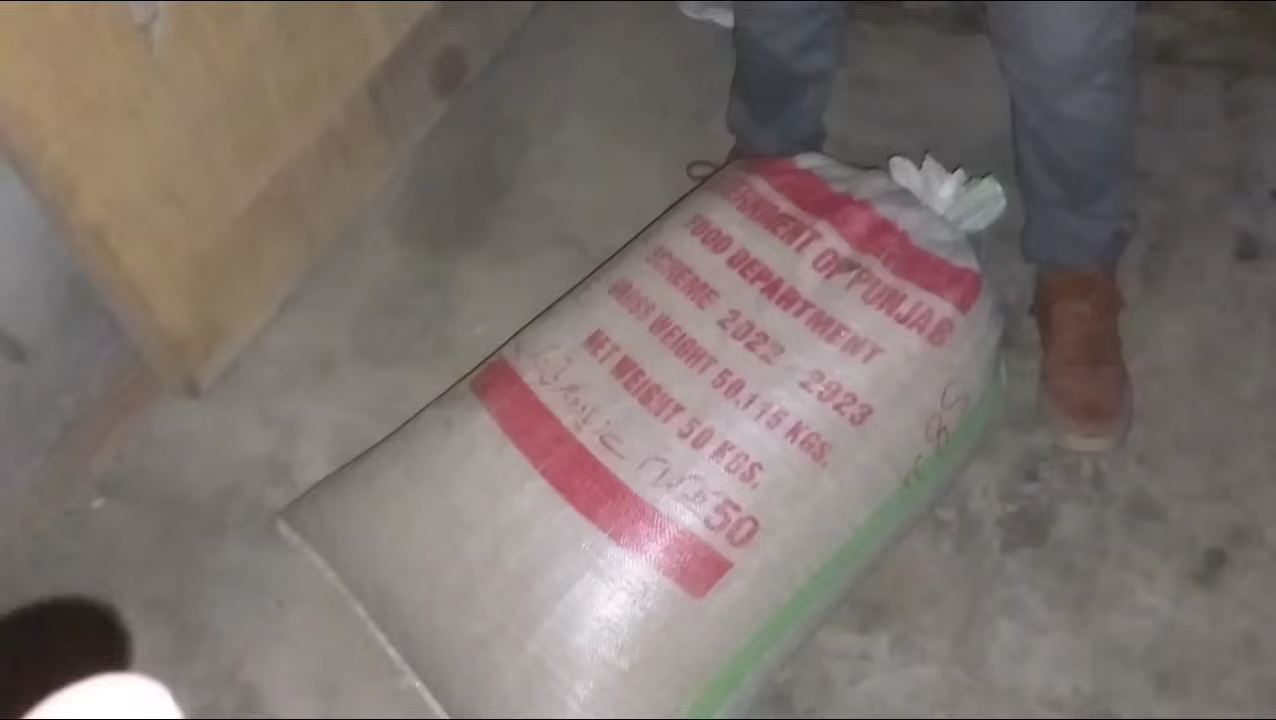 OF PUNJAB
FOOD DEPARTMENT
SCHEME 2022 2923
GROSS WEIGHT 50.115 KGS.
NET WEIGHT 50 KGS.
50